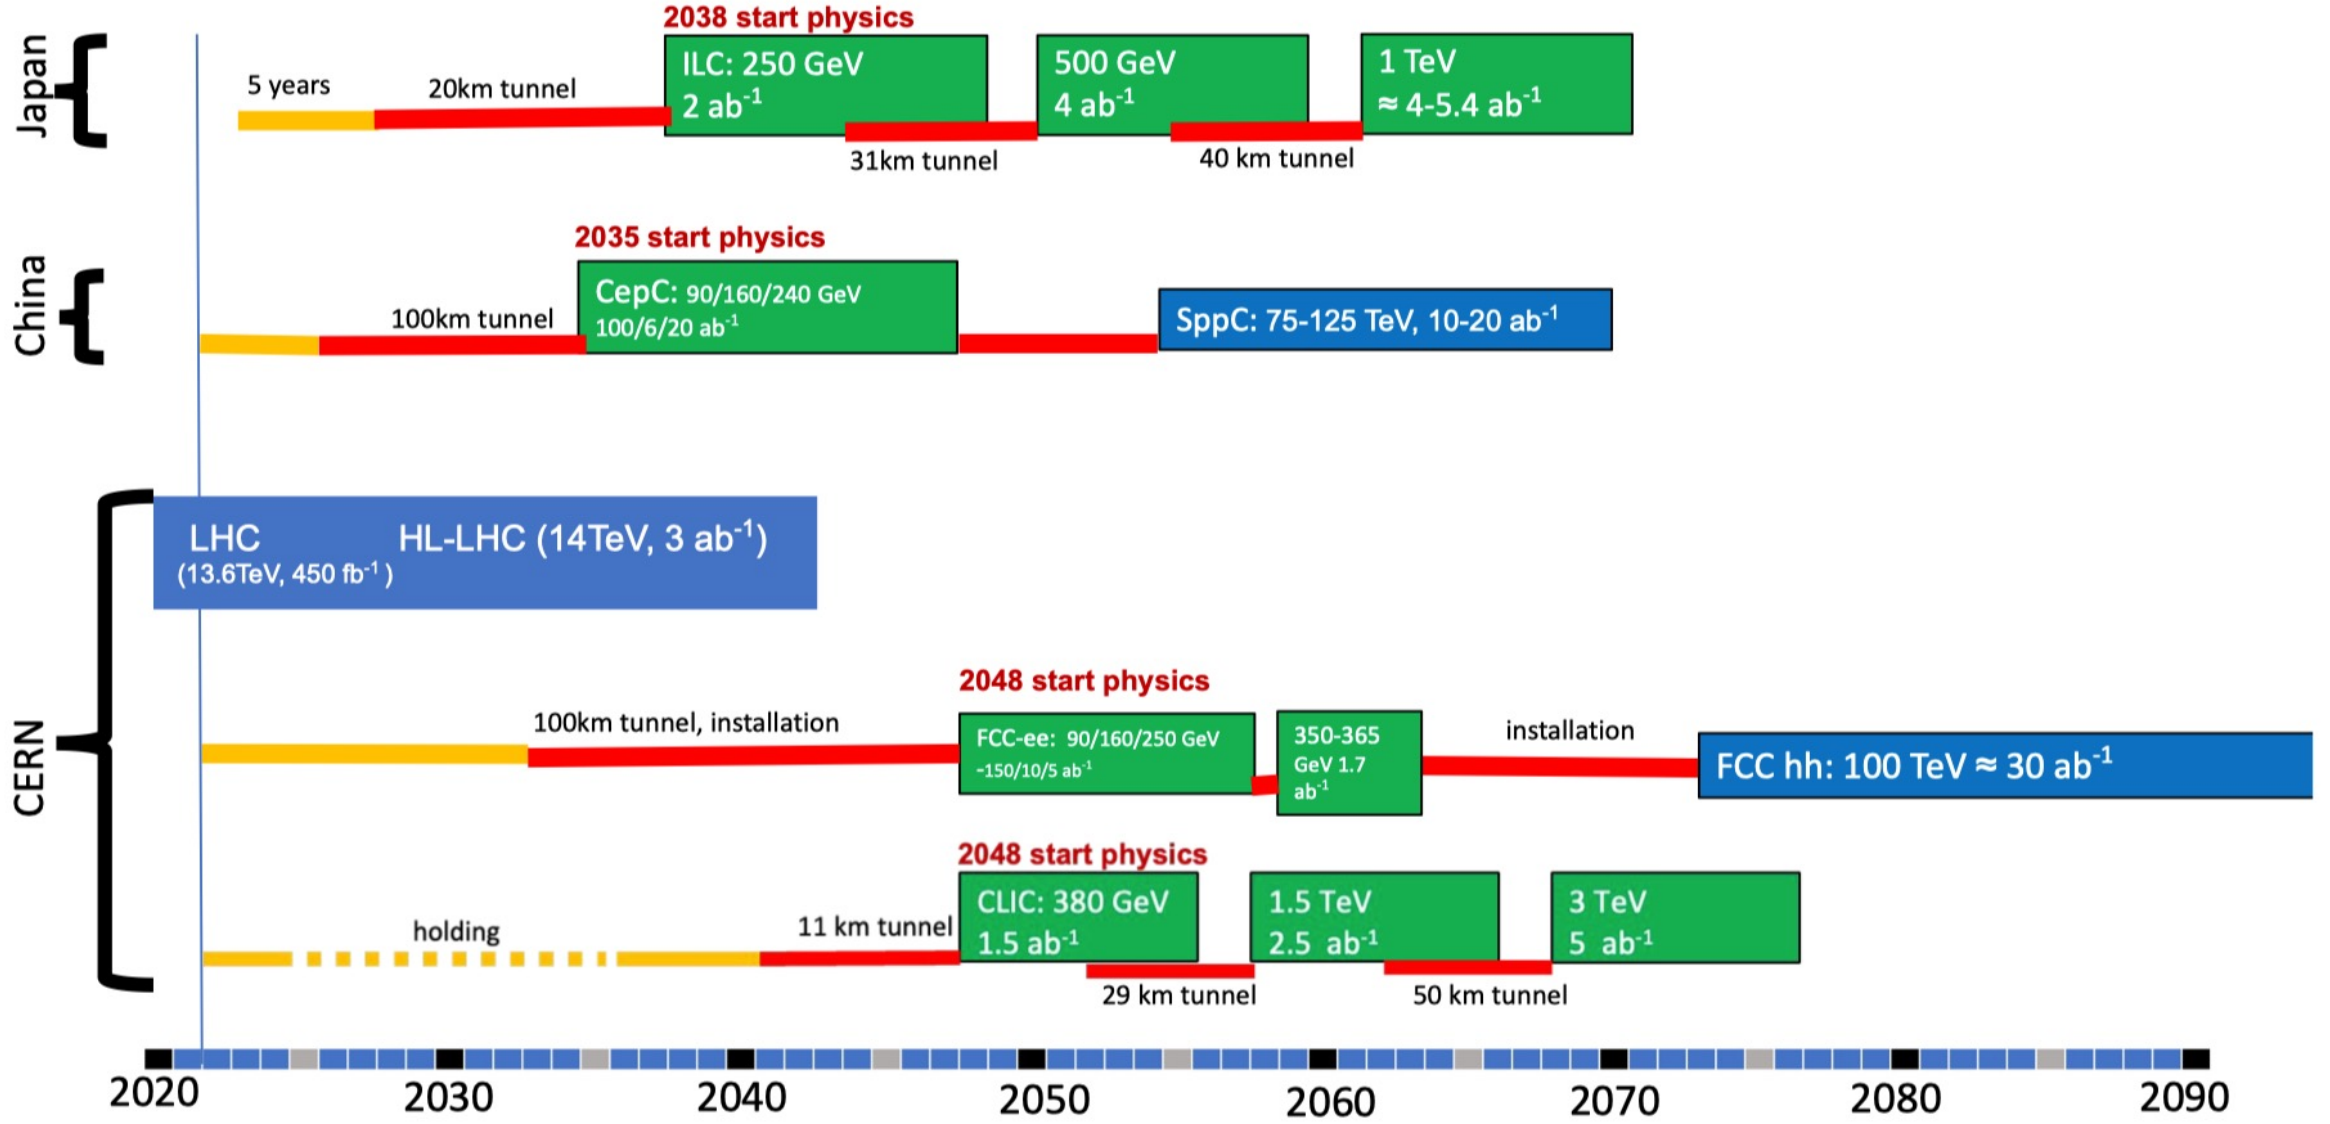 2038 start physics
Japan
5 years
20km tunnel
ILC: 250 GeV
2 ab⁻¹
500 GeV
4 ab⁻¹
1 TeV
≈ 4-5.4 ab⁻¹
31km tunnel
40 km tunnel
China
2035 start physics
100km tunnel
CepC: 90/160/240 GeV
100/6/20 ab⁻¹
SppC: 75-125 TeV, 10-20 ab⁻¹
CERN
LHC
(13.6TeV, 450 fb⁻¹ )
HL-LHC (14TeV, 3 ab⁻¹)
2048 start physics
100km tunnel, installation
FCC-ee: 90/160/250 GeV
-150/10/5 ab⁻¹
350-365
GeV 1.7
ab⁻¹
installation
FCC hh: 100 TeV ≈ 30 ab⁻¹
2048 start physics
holding
11 km tunnel
CLIC: 380 GeV
1.5 ab⁻¹
1.5 TeV
2.5 ab⁻¹
3 TeV
5 ab⁻¹
29 km tunnel
50 km tunnel
2020 2030 2040 2050 2060 2070 2080 2090